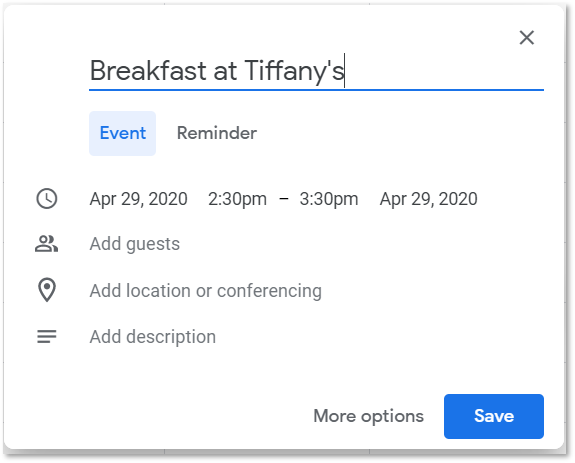 Breakfast at Tiffany's
Event Reminder
Apr 29, 2020 2:30pm – 3:30pm Apr 29, 2020
Add guests
Add location or conferencing
Add description
More options Save